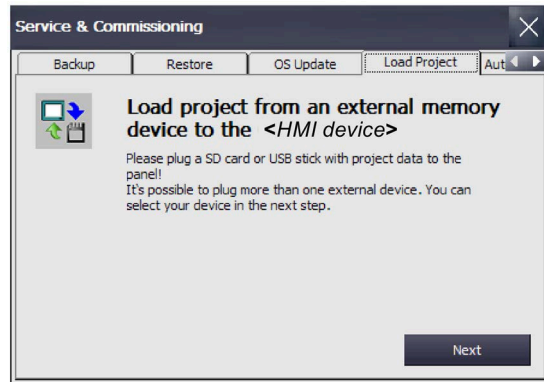 Service & Commissioning
Backup
Restore
OS Update
Load Project
Aut
Load project from an external memory
device to the <HMI device>
Please plug a SD card or USB stick with project data to the
panel!
It's possible to plug more than one external device. You can
select your device in the next step.
Next